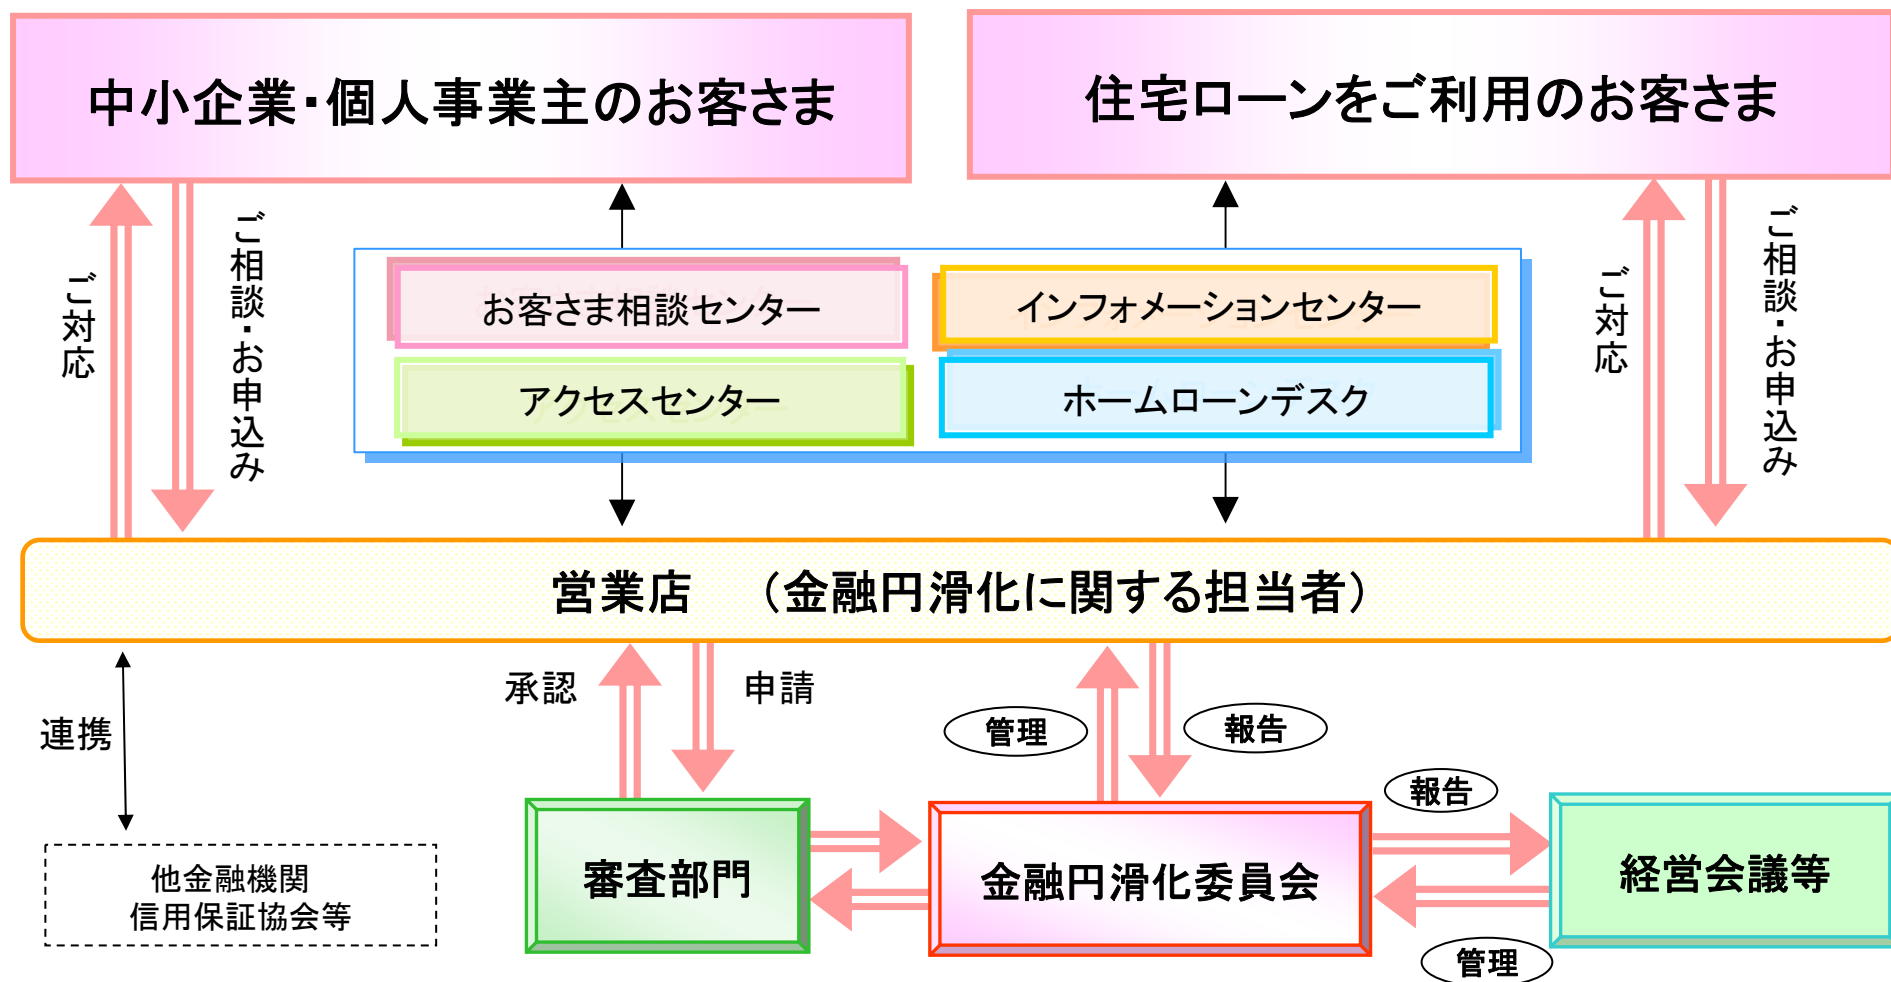 中小企業・個人事業主のお客さま
住宅ローンをご利用のお客さま
ご対応
ご相談・お申込み
お客さま相談センター
インフォメーションセンター
アクセスセンター
ホームローンデスク
ご対応
ご相談・お申込み
営業店　（金融円滑化に関する担当者）
連携
承認
申請
管理
報告
報告
他金融機関
信用保証協会等
審査部門
金融円滑化委員会
経営会議等
管理